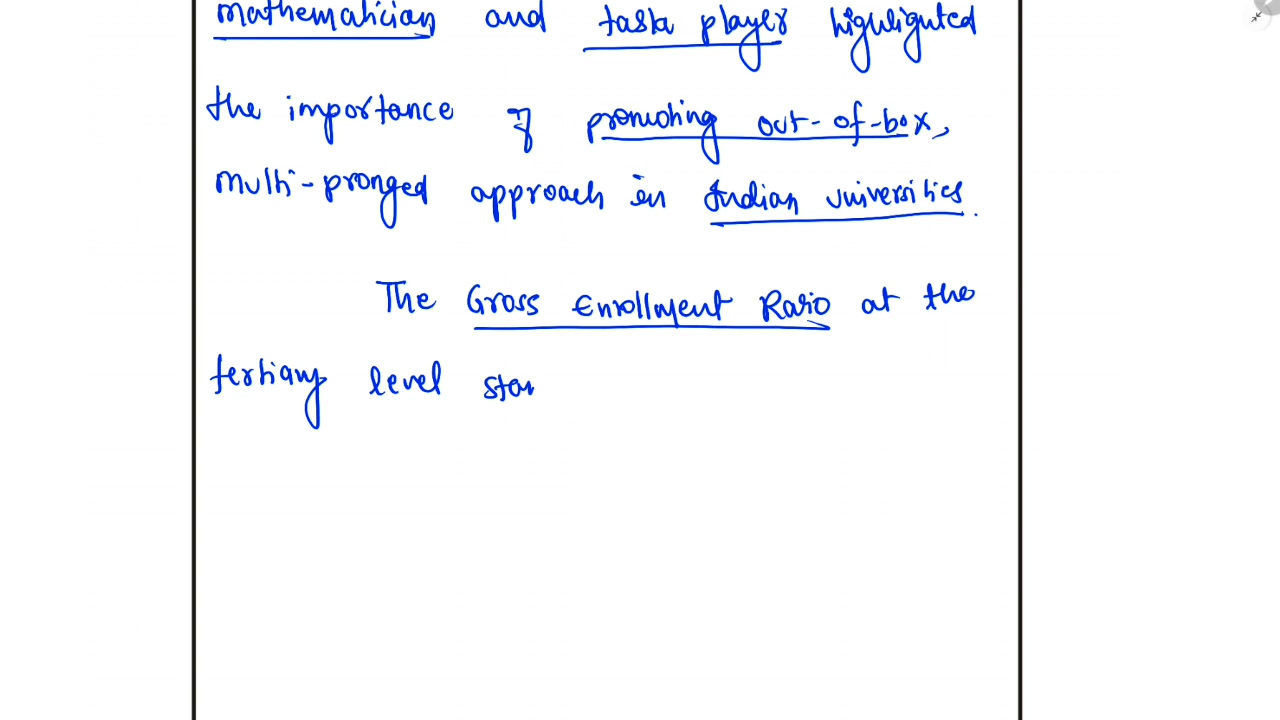 mathematician and tabla player highlighted
the importance of promoting out-of-box,
multi-pronged approach in Indian universities.
The Gross Enrollment Ratio at the
tertiary level stan